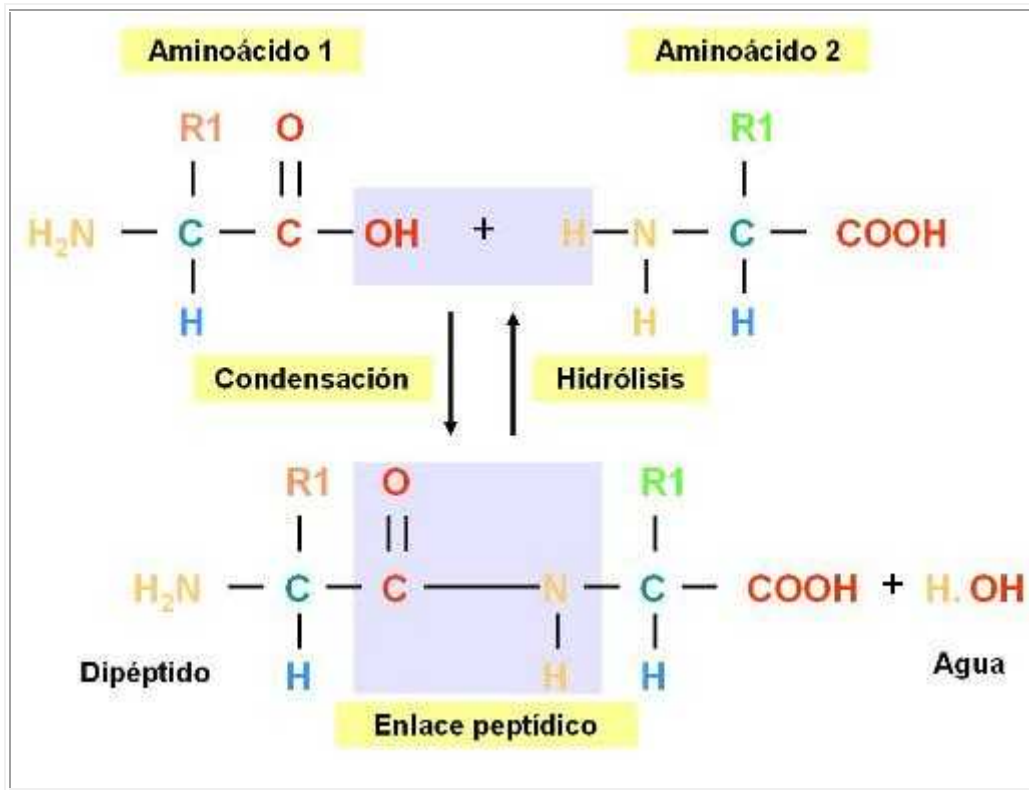 Aminoácido 1 Aminoácido 2
R1 O R1
H₂N — C — C — OH + H — N — C — COOH
H H H
Condensación Hidrólisis
R1 O R1
H₂N — C — C — N — C — COOH + H. OH
Dipéptido H H H Agua
Enlace peptídico